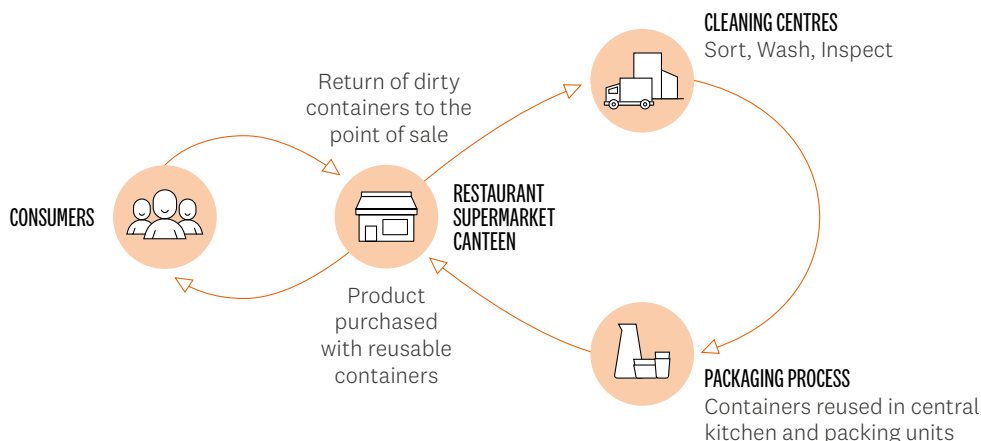 CLEANING CENTRES
Sort, Wash, Inspect
Return of dirty
containers to the
point of sale
CONSUMERS
RESTAURANT
SUPERMARKET
CANTEEN
Product
purchased
with reusable
containers
PACKAGING PROCESS
Containers reused in central
kitchen and packing units